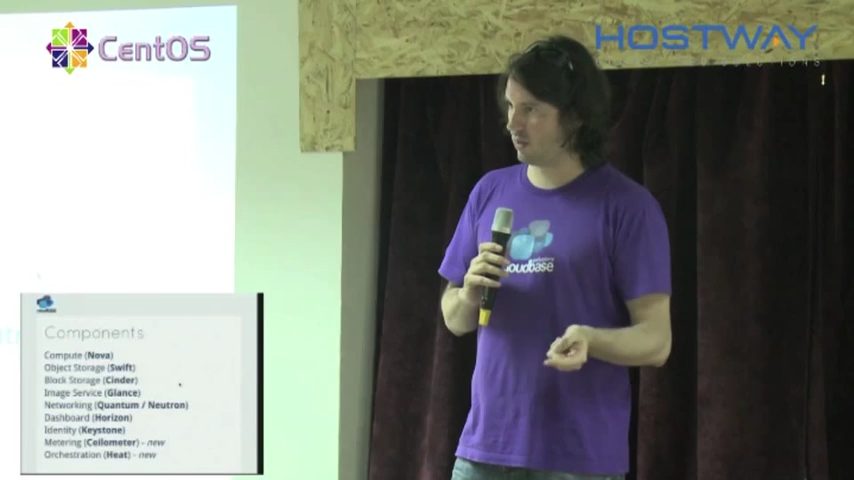 CentOS
HOSTWAY
solutions
cloudbase
Components
Compute (Nova)
Object Storage (Swift)
Block Storage (Cinder)
Image Service (Glance)
Networking (Quantum / Neutron)
Dashboard (Horizon)
Identity (Keystone)
Metering (Ceilometer) - new
Orchestration (Heat) - new